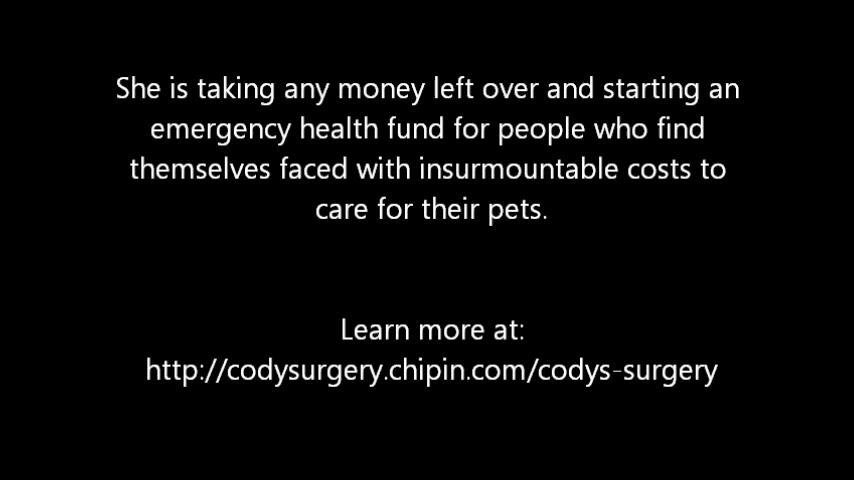 She is taking any money left over and starting an
emergency health fund for people who find
themselves faced with insurmountable costs to
care for their pets.
Learn more at:
http://codysurgery.chipin.com/codys-surgery